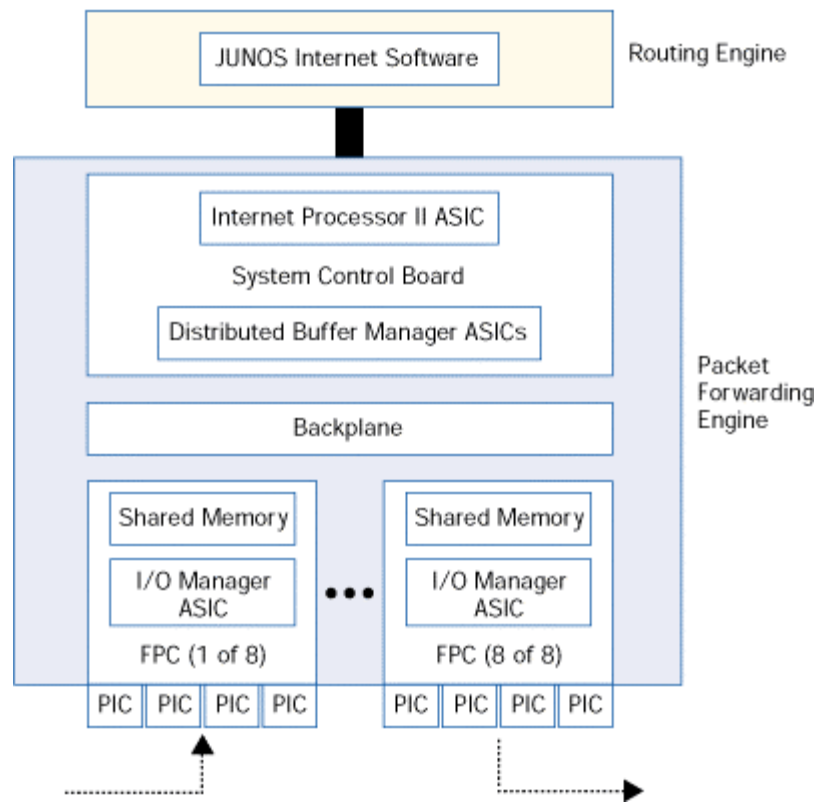 JUNOS Internet Software
Routing Engine
Internet Processor II ASIC
System Control Board
Distributed Buffer Manager ASICs
Packet
Forwarding
Engine
Backplane
Shared Memory
I/O Manager
ASIC
FPC (1 of 8)
Shared Memory
I/O Manager
ASIC
FPC (8 of 8)
PIC PIC PIC PIC
PIC PIC PIC PIC